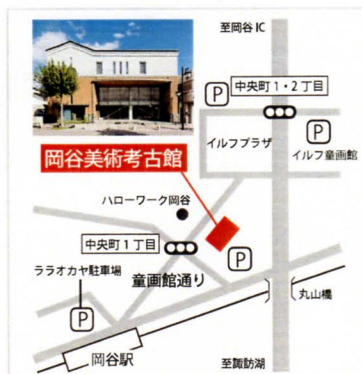 至岡谷IC
中央町1・2丁目
P
P
イルフプラザ
イルフ童画館
岡谷美術考古館
ハローワーク岡谷
中央町1丁目
P
童画館通り
ララオカヤ駐車場
P
丸山橋
岡谷駅
至諏訪湖